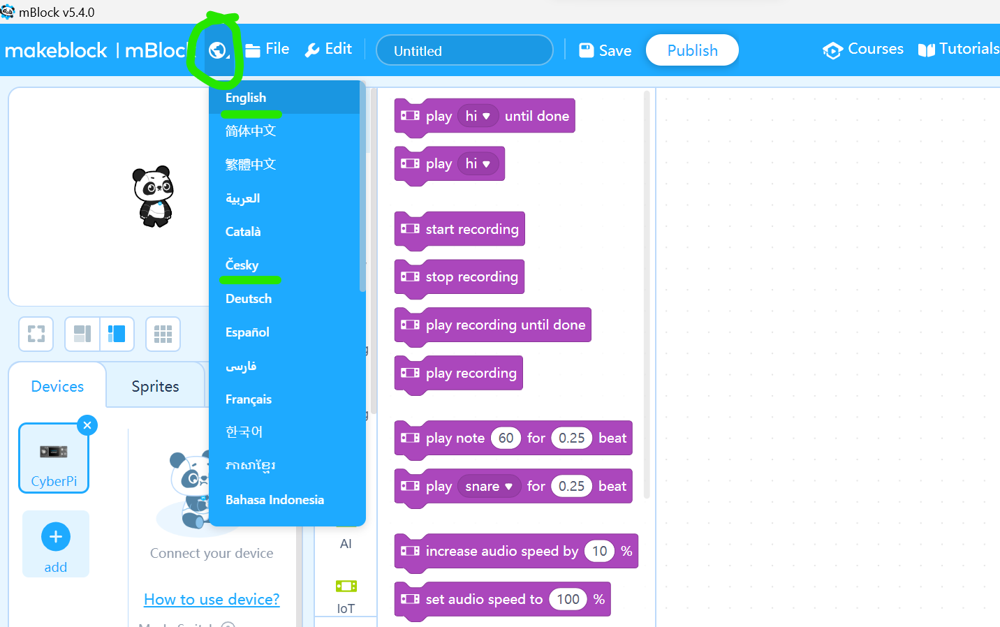 mBlock v5.4.0
makeblock | mBlock File Edit Untitled Save Publish Courses Tutorials
English
简体中文
繁體中文
العربية
Català
Česky
Deutsch
Español
فارسی
Français
한국어
ភាសាខ្មែរ
Bahasa Indonesia
Devices
Sprites
CyberPi
add
Connect your device
How to use device?
AI
IoT
play hi until done
play hi
start recording
stop recording
play recording until done
play recording
play note 60 for 0.25 beat
play snare for 0.25 beat
increase audio speed by 10 %
set audio speed to 100 %